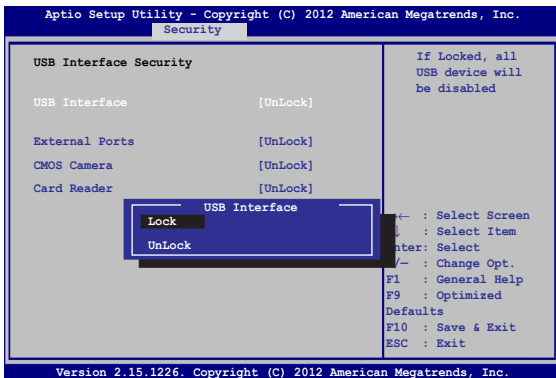 Aptio Setup Utility - Copyright (C) 2012 American Megatrends, Inc.
Security
USB Interface Security
USB Interface [UnLock]
External Ports [UnLock]
CMOS Camera [UnLock]
Card Reader [UnLock]
USB Interface
Lock
UnLock
If Locked, all
USB device will
be disabled
← : Select Screen
↓ : Select Item
nter: Select
/— : Change Opt.
F1 : General Help
F9 : Optimized
Defaults
F10 : Save & Exit
ESC : Exit
Version 2.15.1226. Copyright (C) 2012 American Megatrends, Inc.